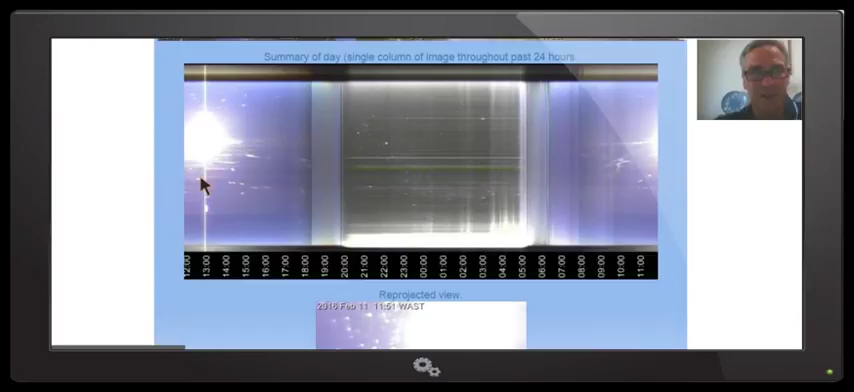 Summary of day (single column of image throughout past 24 hours
12:00 13:00 14:00 15:00 16:00 17:00 18:00 19:00 20:00 21:00 22:00 23:00 00:00 01:00 02:00 03:00 04:00 05:00 06:00 07:00 08:00 09:00 10:00 11:00
Reprojected view.
2016 Feb 11 11:51 WAST